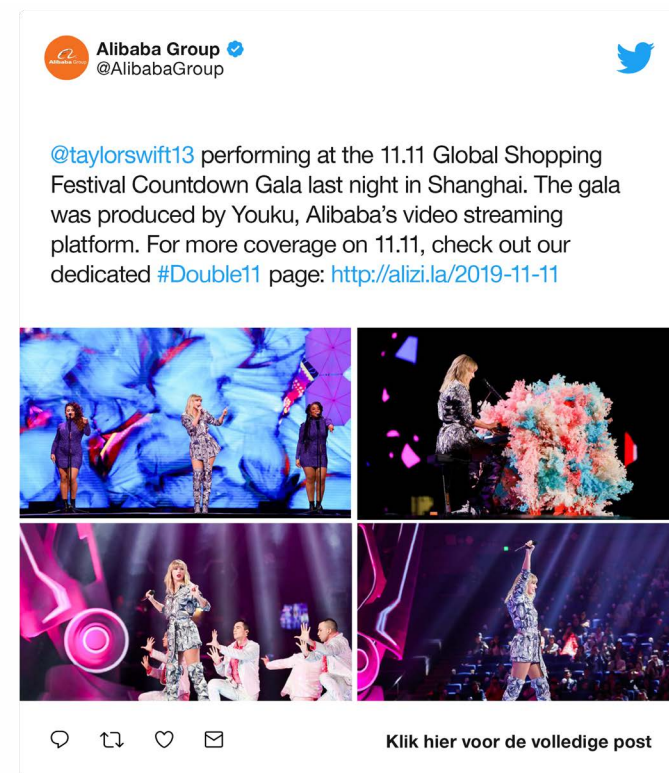 Alibaba Group
@AlibabaGroup
@taylorswift13 performing at the 11.11 Global Shopping
Festival Countdown Gala last night in Shanghai. The gala
was produced by Youku, Alibaba’s video streaming
platform. For more coverage on 11.11, check out our
dedicated #Double11 page: http://alizi.la/2019-11-11
Klik hier voor de volledige post